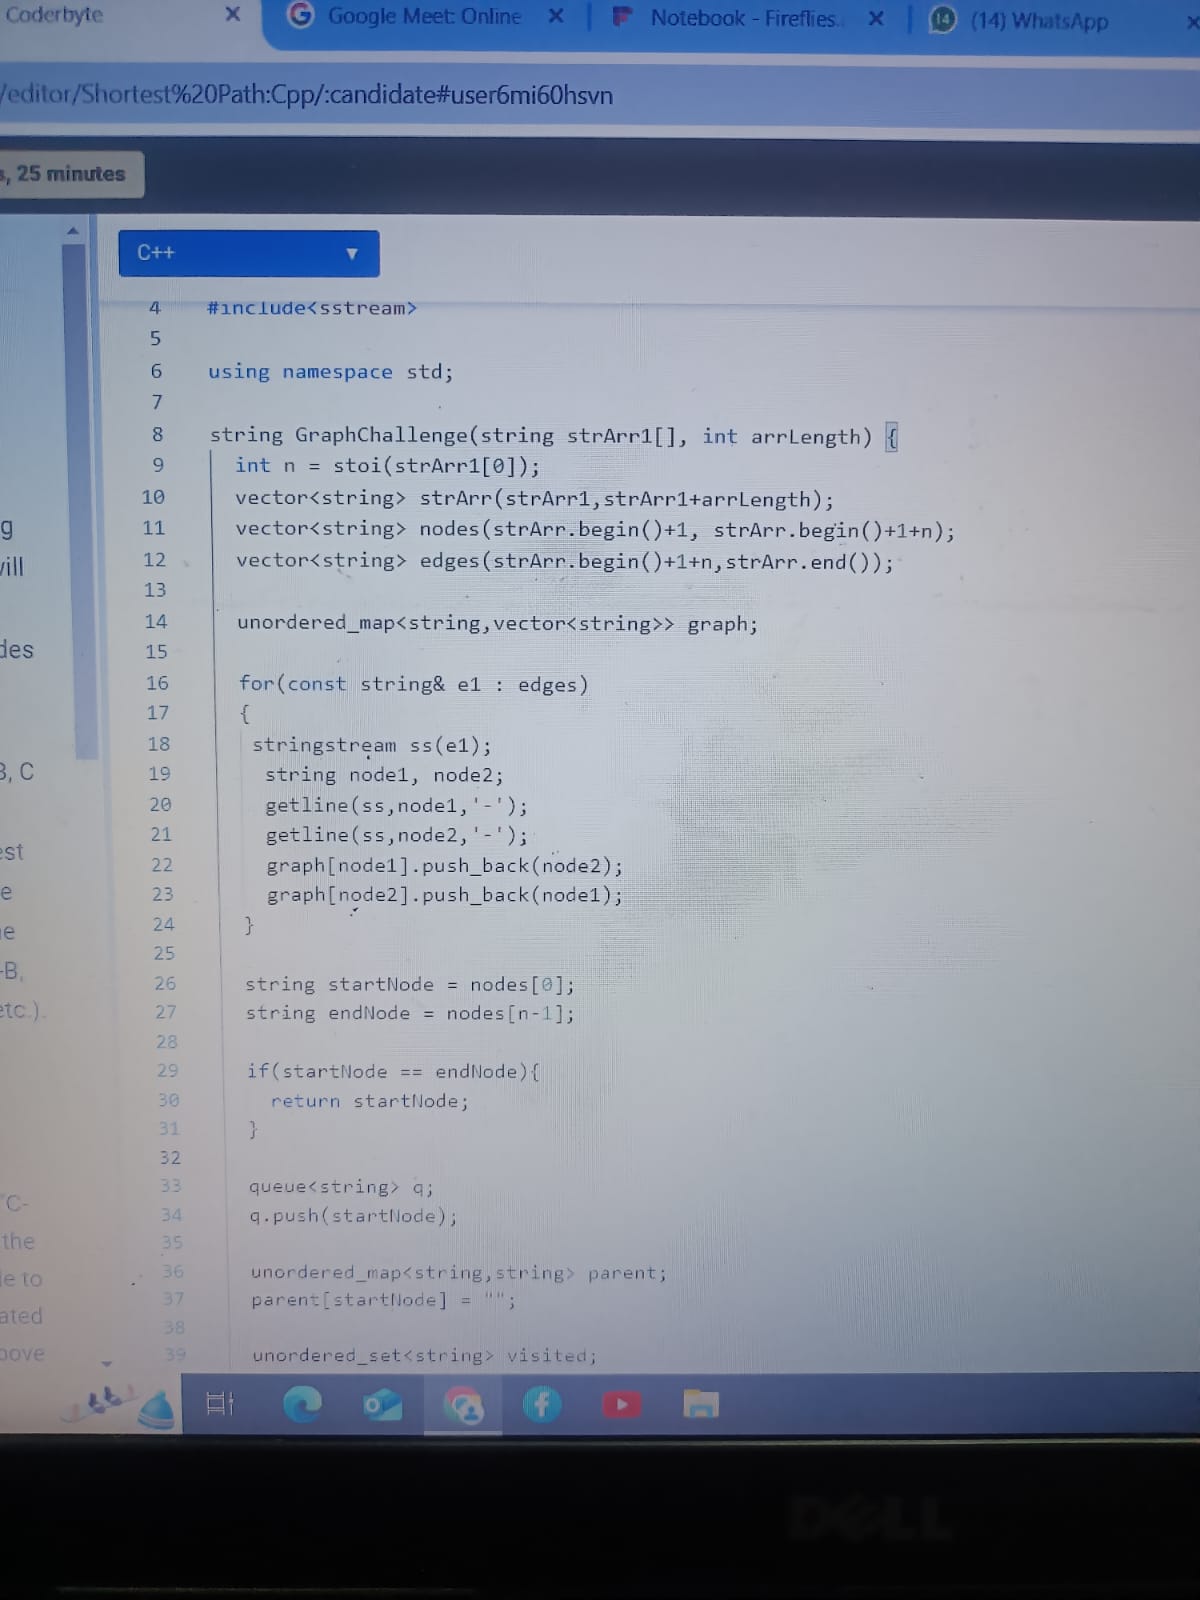 Coderbyte
Google Meet: Online
Notebook - Fireflies.
(14) WhatsApp
/editor/Shortest%20Path:Cpp/:candidate#user6mi60hsvn
s, 25 minutes
C++
4 #include<sstream>
5
6 using namespace std;
7
8 string GraphChallenge(string strArr1[], int arrLength) {
9 int n = stoi(strArr1[0]);
10 vector<string> strArr(strArr1,strArr1+arrLength);
11 vector<string> nodes(strArr.begin()+1, strArr.begin()+1+n);
12 vector<string> edges(strArr.begin()+1+n,strArr.end());
13
14 unordered_map<string,vector<string>> graph;
15
16 for(const string& e1 : edges)
17 {
18 stringstream ss(e1);
19 string node1, node2;
20 getline(ss,node1,'-');
21 getline(ss,node2,'-');
22 graph[node1].push_back(node2);
23 graph[node2].push_back(node1);
24 }
25
26 string startNode = nodes[0];
27 string endNode = nodes[n-1];
28
29 if(startNode == endNode){
30 return startNode;
31 }
32
33 queue<string> q;
34 q.push(startNode);
35
36 unordered_map<string,string> parent;
37 parent[startNode] = "";
38
39 unordered_set<string> visited;
g
vill
des
B, C
est
e
ne
-B,
etc.).
"C-
the
le to
ated
bove
DELL